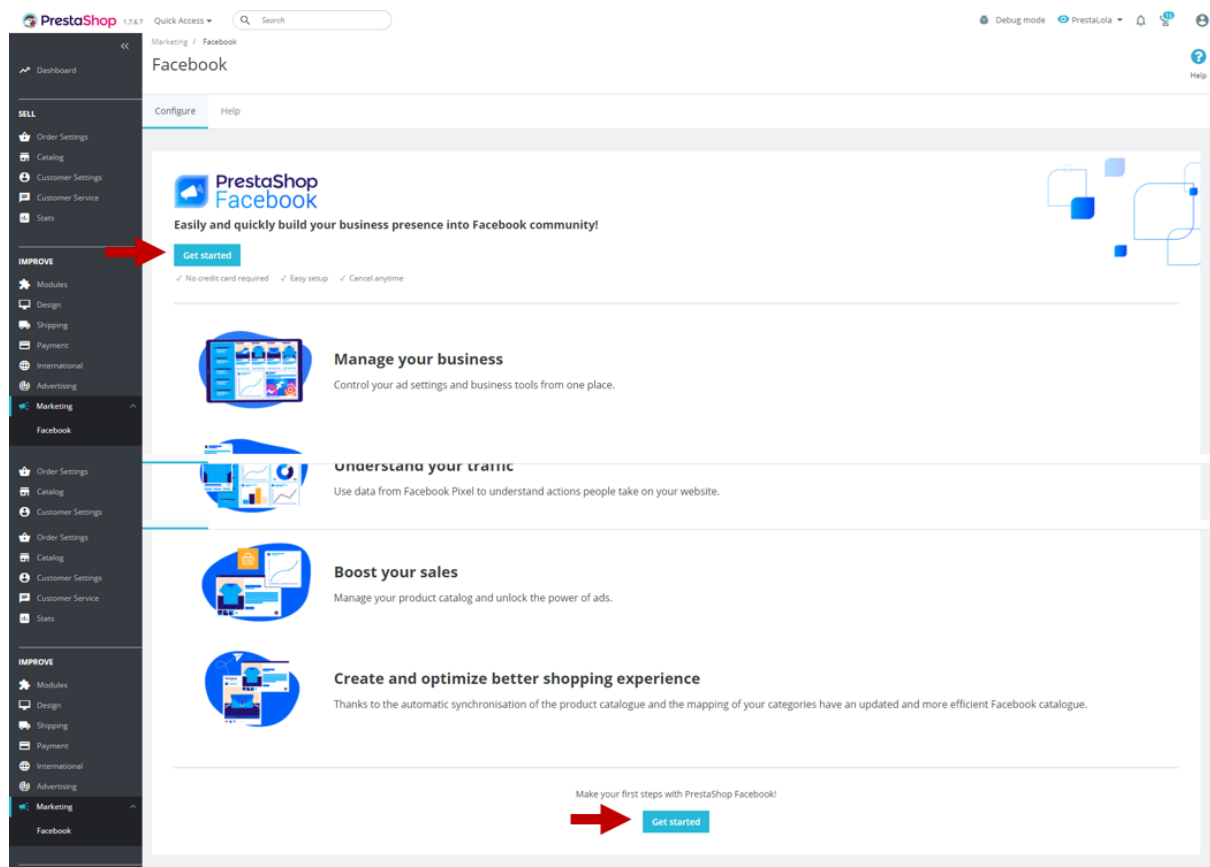 PrestaShop 1.7.6.7 Quick Access Search Debug mode PrestaLola 15
Marketing / Facebook
Facebook
Help
Configure Help
Dashboard
SELL
Order Settings
Catalog
Customer Settings
Customer Service
Stats
IMPROVE
Modules
Design
Shipping
Payment
International
Advertising
Marketing
Facebook
PrestaShop
Facebook
Easily and quickly build your business presence into Facebook community!
Get started
✓ No credit card required ✓ Easy setup ✓ Cancel anytime
Manage your business
Control your ad settings and business tools from one place.
Order Settings
Catalog
Customer Settings
Understand your traffic
Use data from Facebook Pixel to understand actions people take on your website.
Order Settings
Catalog
Customer Settings
Customer Service
Stats
IMPROVE
Modules
Design
Shipping
Payment
International
Advertising
Marketing
Facebook
Boost your sales
Manage your product catalog and unlock the power of ads.
Create and optimize better shopping experience
Thanks to the automatic synchronisation of the product catalogue and the mapping of your categories have an updated and more efficient Facebook catalogue.
Make your first steps with PrestaShop Facebook!
Get started